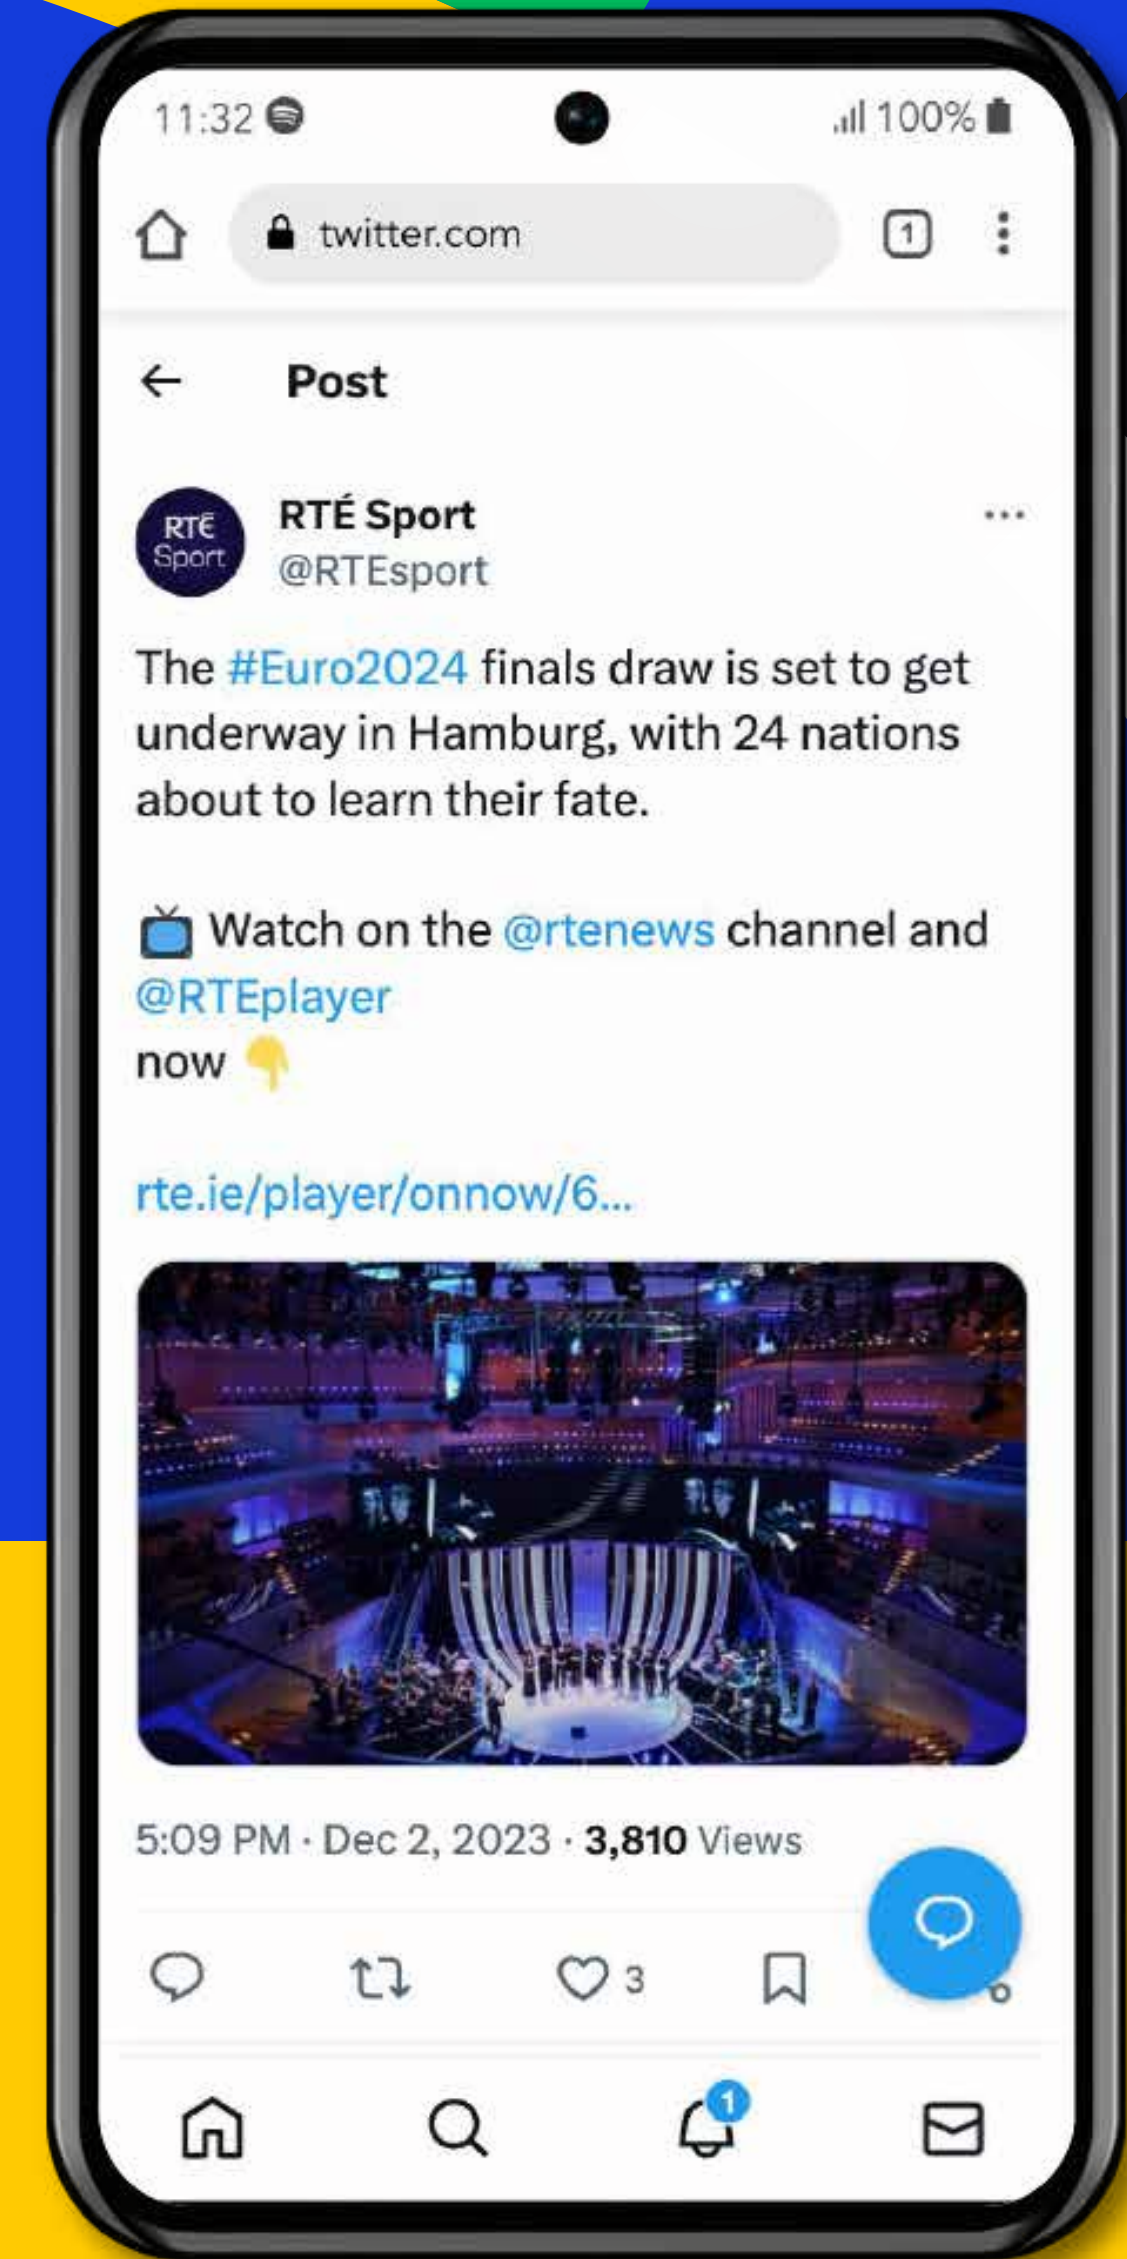 11:32
100%
twitter.com
1
Post
RTÉ
Sport
RTÉ Sport
@RTEsport
The #Euro2024 finals draw is set to get
underway in Hamburg, with 24 nations
about to learn their fate.
📺 Watch on the @rtenews channel and
@RTEplayer
now 👇
rte.ie/player/onnow/6...
5:09 PM · Dec 2, 2023 · 3,810 Views
3
1